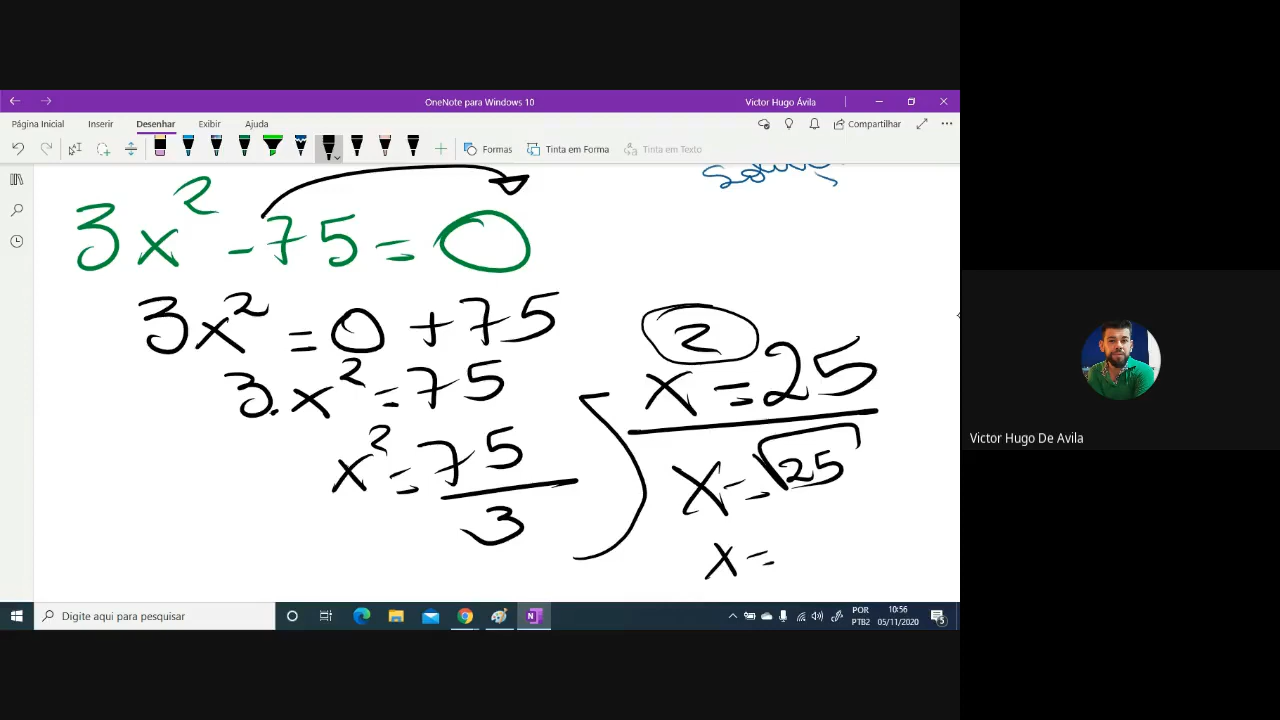 OneNote para Windows 10
Victor Hugo Ávila
Página Inicial Inserir Desenhar Exibir Ajuda
Compartilhar
Formas Tinta em Forma Tinta em Texto
3x² - 75 = 0
3x² = 0 + 75
3.x² = 75
x² = 75/3
x² = 25
x = √25
x =
Victor Hugo De Avila
Digite aqui para pesquisar
POR
PTB2
10:56
05/11/2020
5